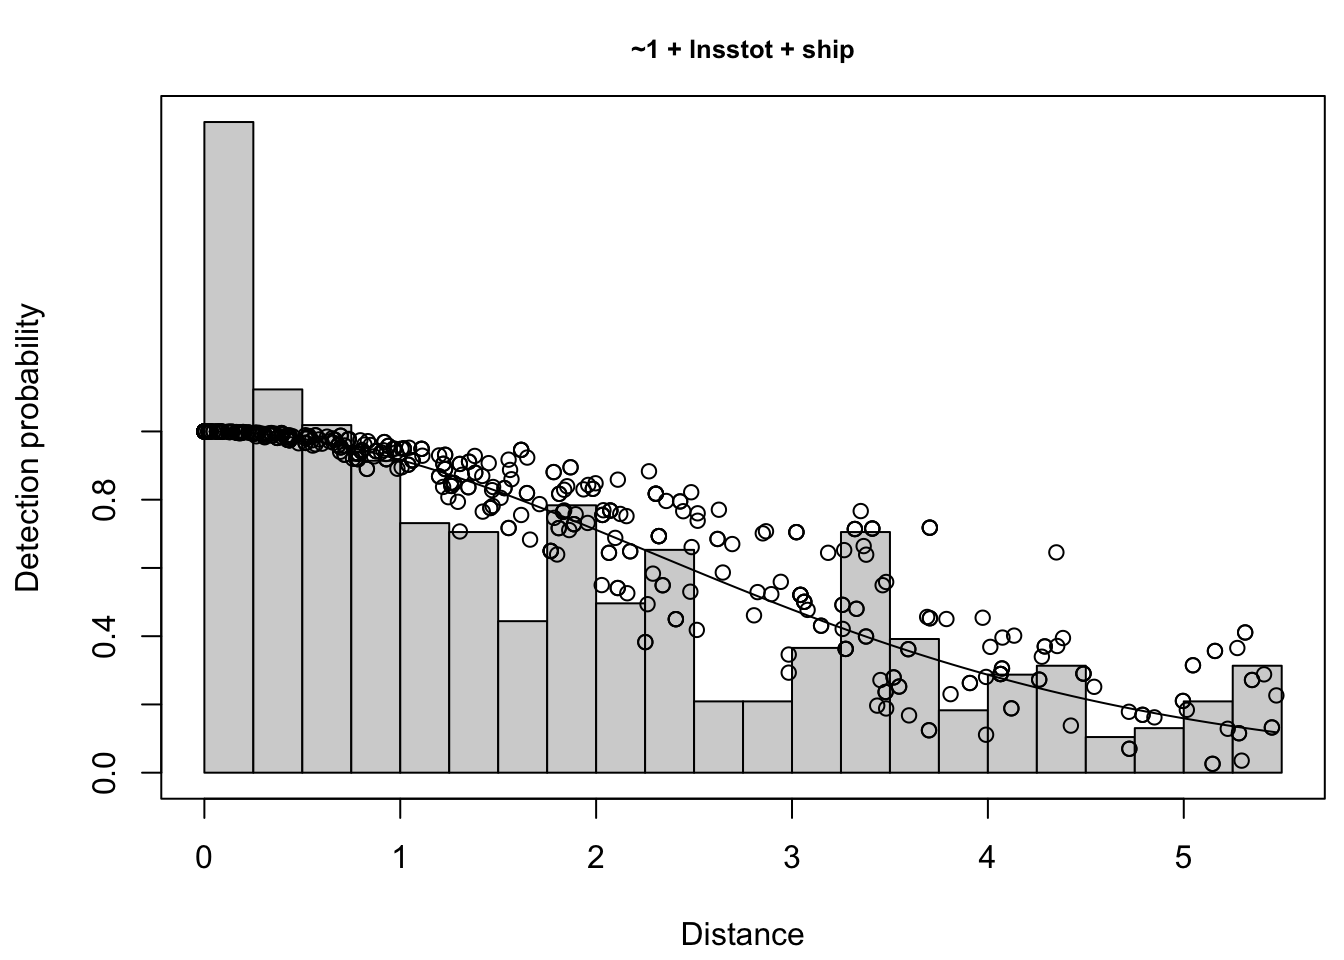 ~1 + lnsstot + ship
Detection probability
0.8
0.4
0.0
0 1 2 3 4 5
Distance